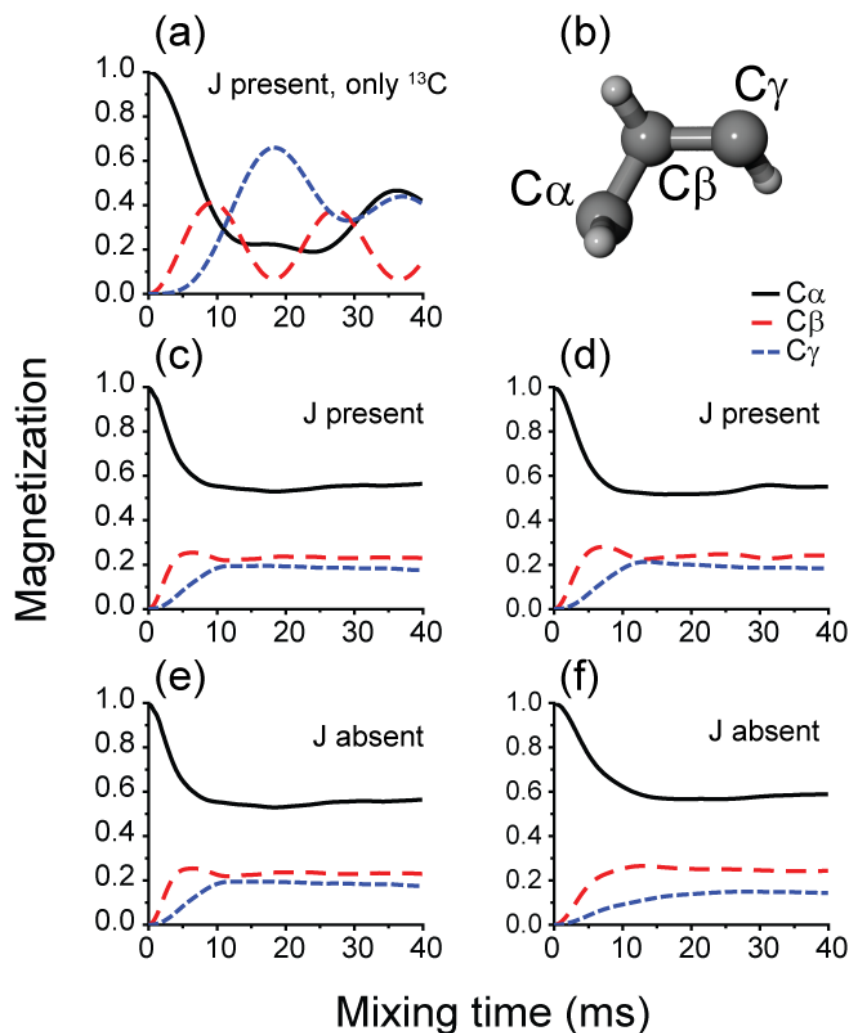 (a)
J present, only ¹³C
1.0
0.8
0.6
0.4
0.2
0.0
0 10 20 30 40
(b)
Cγ
Cα
Cβ
Cα
Cβ
Cγ
Magnetization
(c)
J present
1.0
0.8
0.6
0.4
0.2
0.0
0 10 20 30 40
(d)
J present
1.0
0.8
0.6
0.4
0.2
0.0
0 10 20 30 40
(e)
J absent
1.0
0.8
0.6
0.4
0.2
0.0
0 10 20 30 40
(f)
J absent
1.0
0.8
0.6
0.4
0.2
0.0
0 10 20 30 40
Mixing time (ms)